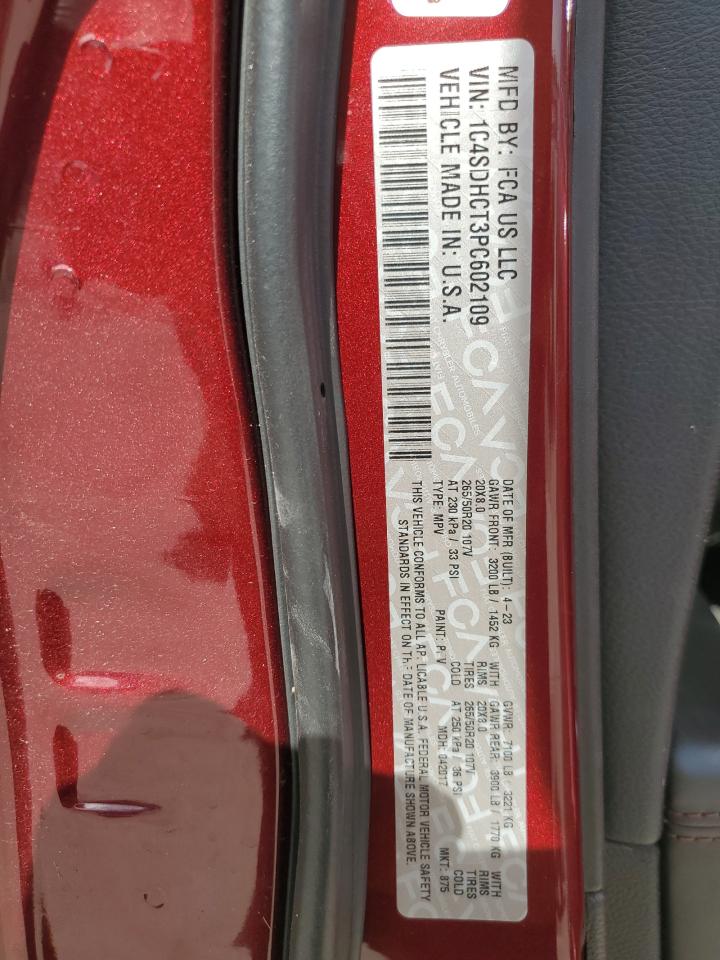 MFD BY: FCA US LLC
VIN: 1C4SDHCT3PC602109
VEHICLE MADE IN: U.S.A.
DATE OF MFR (BUILT): 4-23 GVWR: 7100 LB 3221 KG
GAWR FRONT: 3200 LB / 1452 KG WITH GAWR REAR: 3900 LB / 1770 KG WITH
20X8.0 RIMS 20X8.0 RIMS
265/50R20 107V TIRES 265/50R20 107V TIRES
AT 230 kPa / 33 PSI COLD AT 250 kPa / 36 PSI COLD
TYPE: MPV PAINT: PRV MDH: 042017 MKT: 875
THIS VEHICLE CONFORMS TO ALL APPLICABLE U.S.A. FEDERAL MOTOR VEHICLE SAFETY
STANDARDS IN EFFECT ON THE DATE OF MANUFACTURE SHOWN ABOVE.